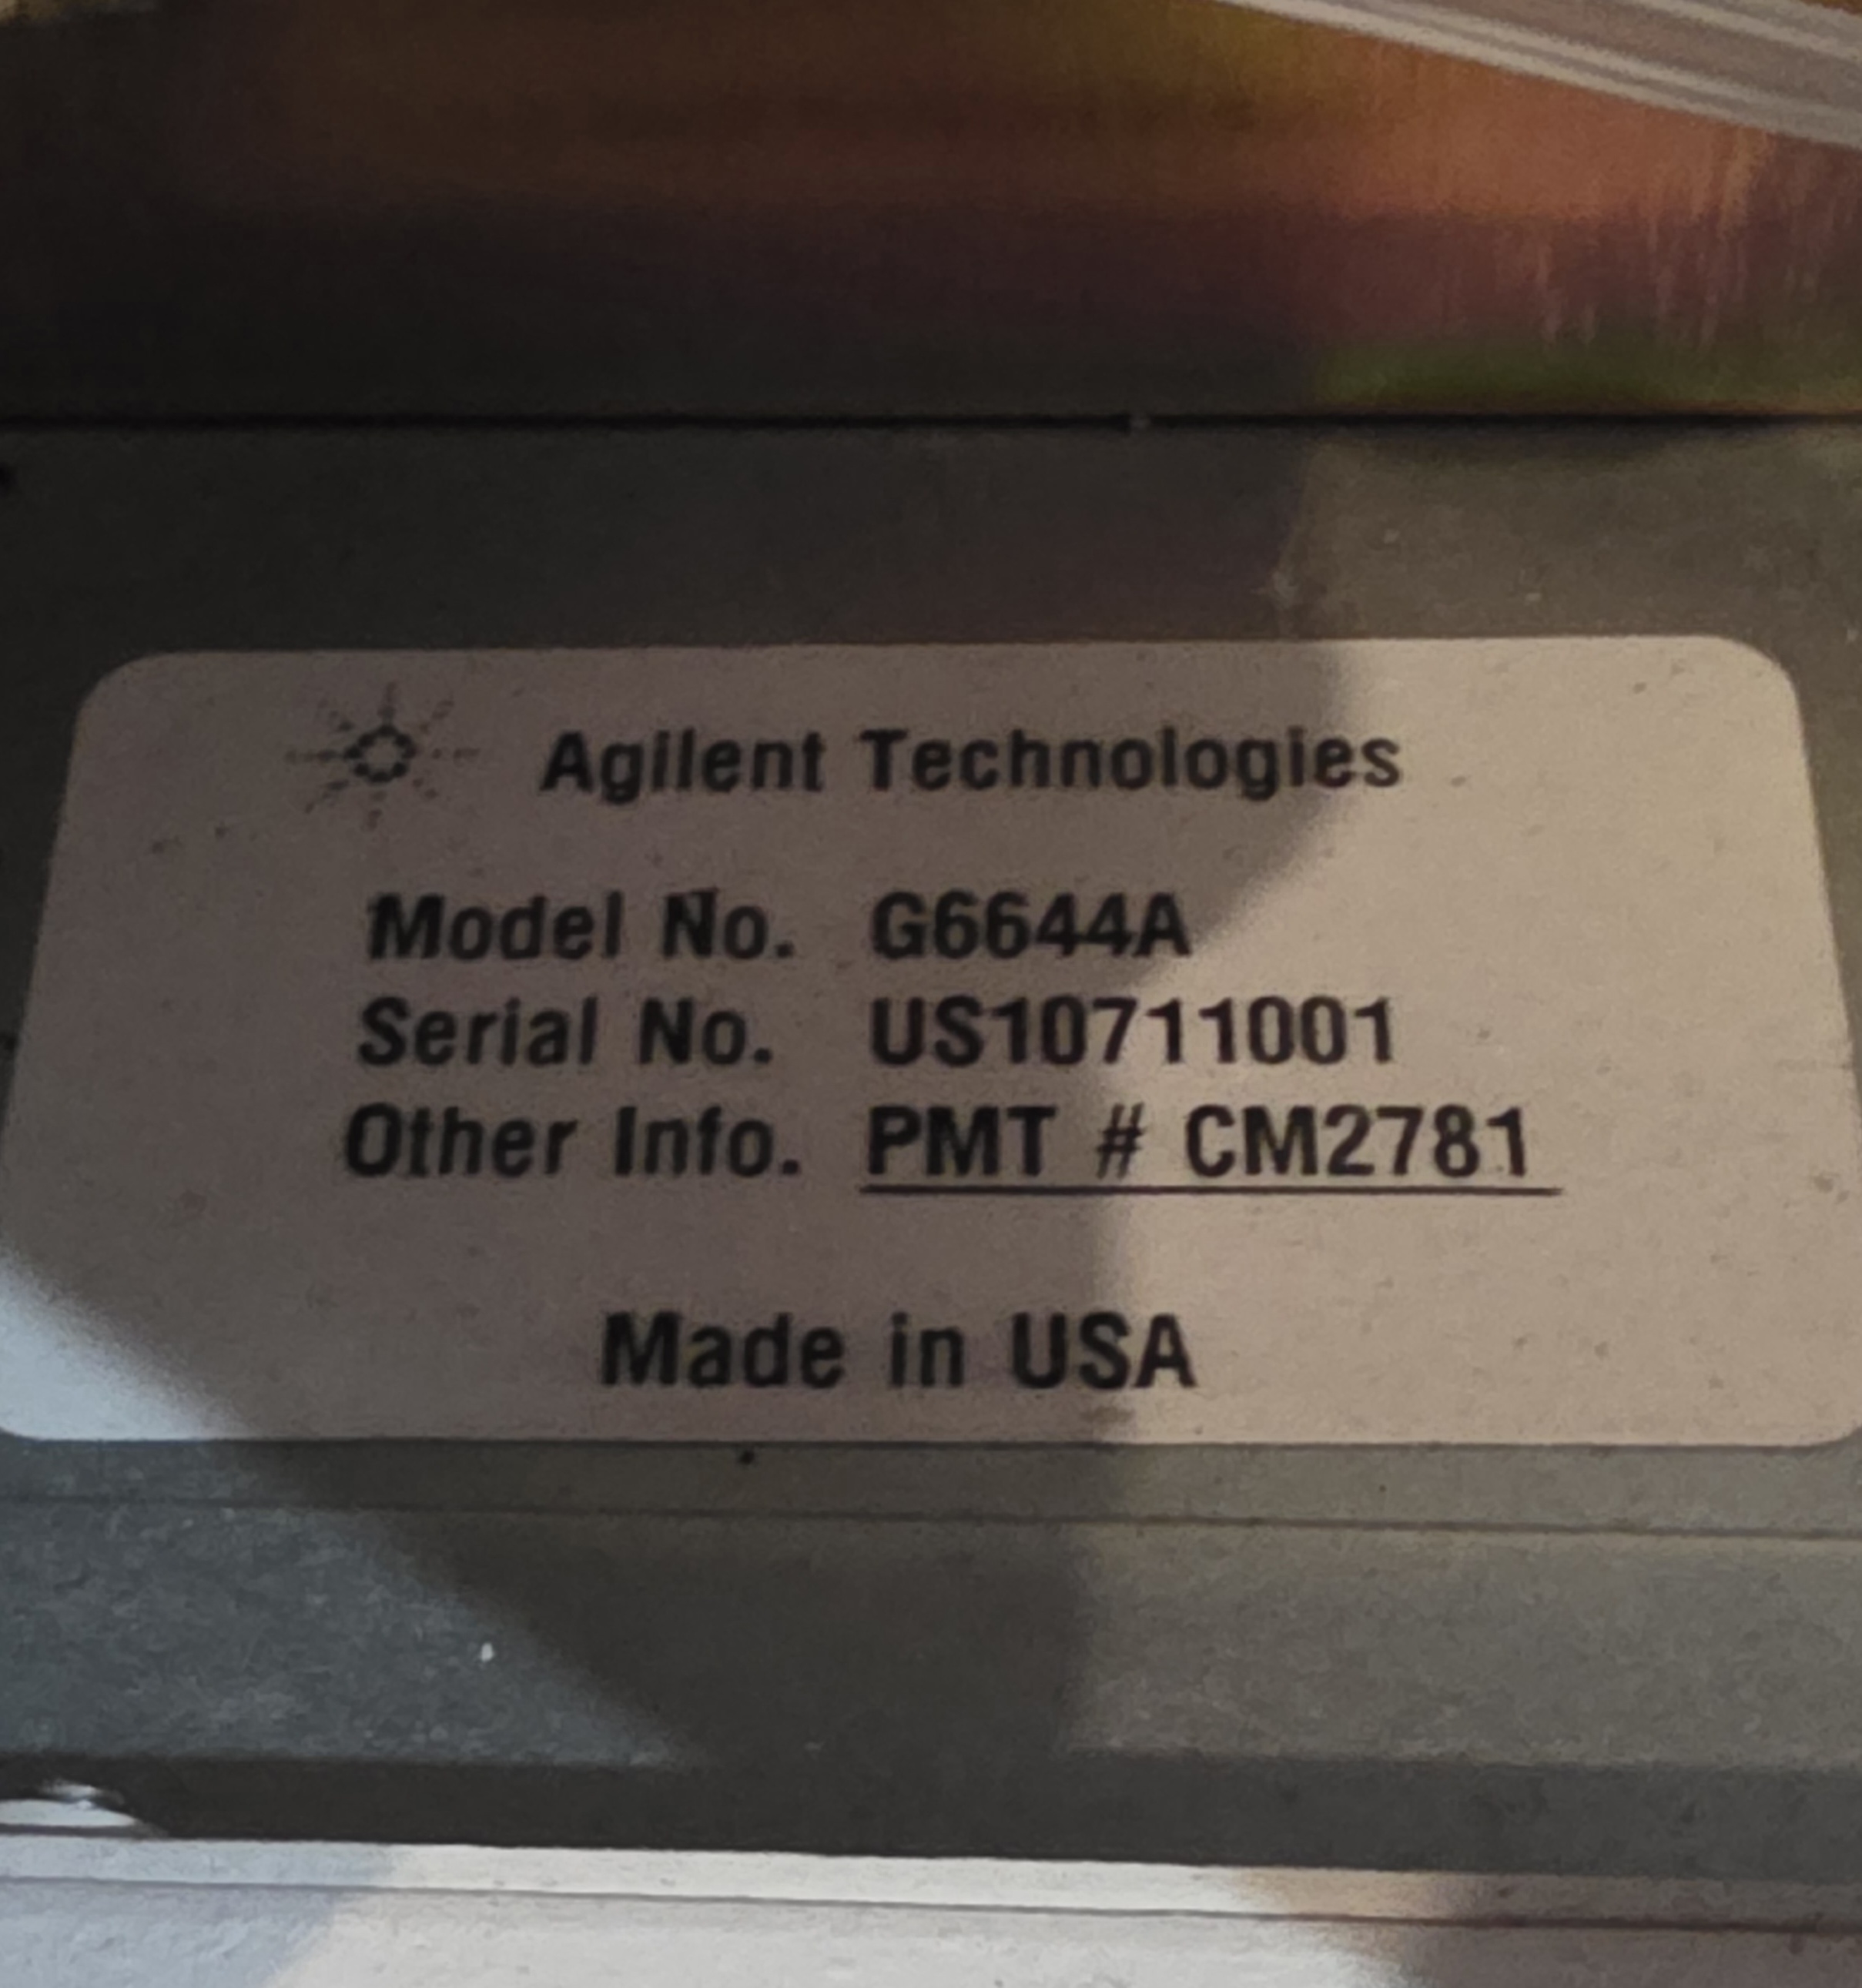 Agilent Technologies
Model No. G6644A
Serial No. US10711001
Other Info. PMT # CM2781
Made in USA